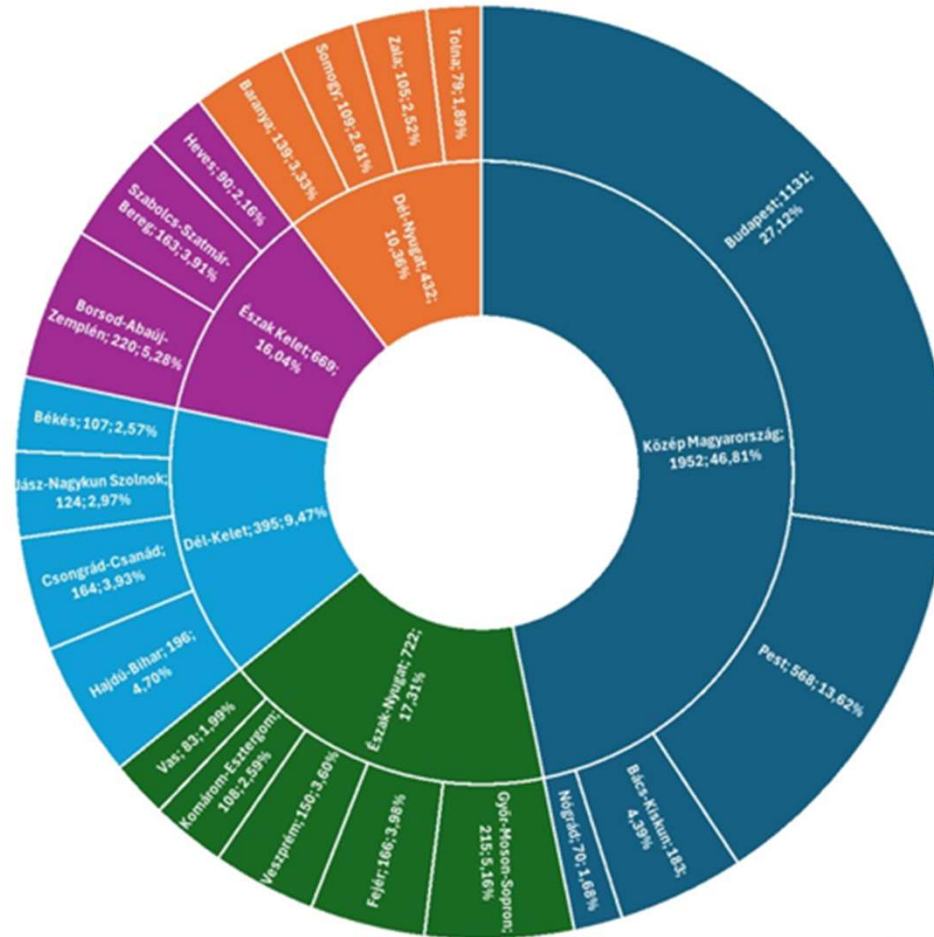 Budapest; 1131;
27,12%
Pest; 568; 13,62%
Bács-Kiskun; 183;
4,39%
Nógrád; 70; 1,68%
Közép Magyarország;
1952; 46,81%
Győr-Moson-Sopron;
215; 5,16%
Fejér; 166; 3,98%
Veszprém; 150; 3,60%
Komárom-Esztergom;
108; 2,59%
Vas; 83; 1,99%
Észak-Nyugat; 722;
17,31%
Hajdú-Bihar; 196;
4,70%
Csongrád-Csanád;
164; 3,93%
Jász-Nagykun Szolnok;
124; 2,97%
Békés; 107; 2,57%
Dél-Kelet; 395; 9,47%
Borsod-Abaúj-
Zemplén; 220; 5,28%
Szabolcs-Szatmár-
Bereg; 163; 3,91%
Heves; 90; 2,16%
Észak Kelet; 669;
16,04%
Baranya; 139; 3,33%
Somogy; 109; 2,61%
Zala; 105; 2,52%
Tolna; 79; 1,89%
Dél-Nyugat; 432;
10,36%